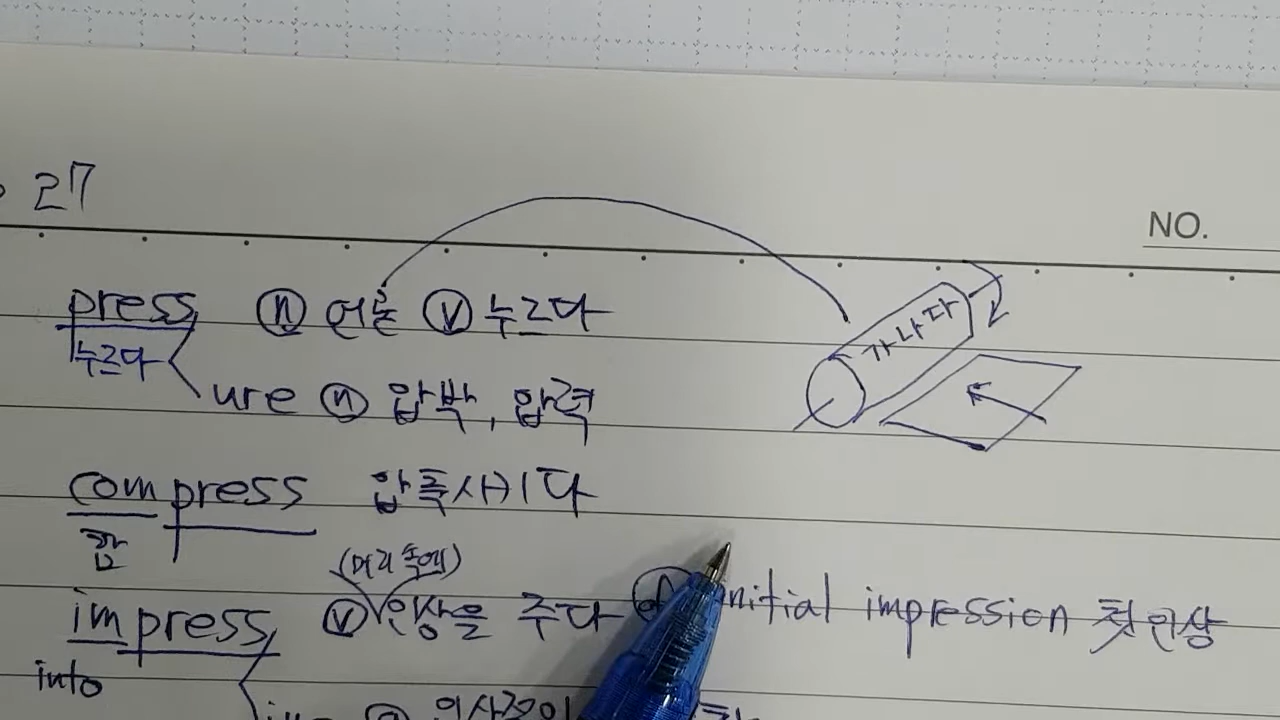 27
NO.
press ⓝ 언론 ⓥ 누르다
가나다
누르다
ure ⓝ 압박, 압력
compress 압축시키다
함
(머리 속에)
impress ⓥ 인상을 주다 initial impression 첫인상
into